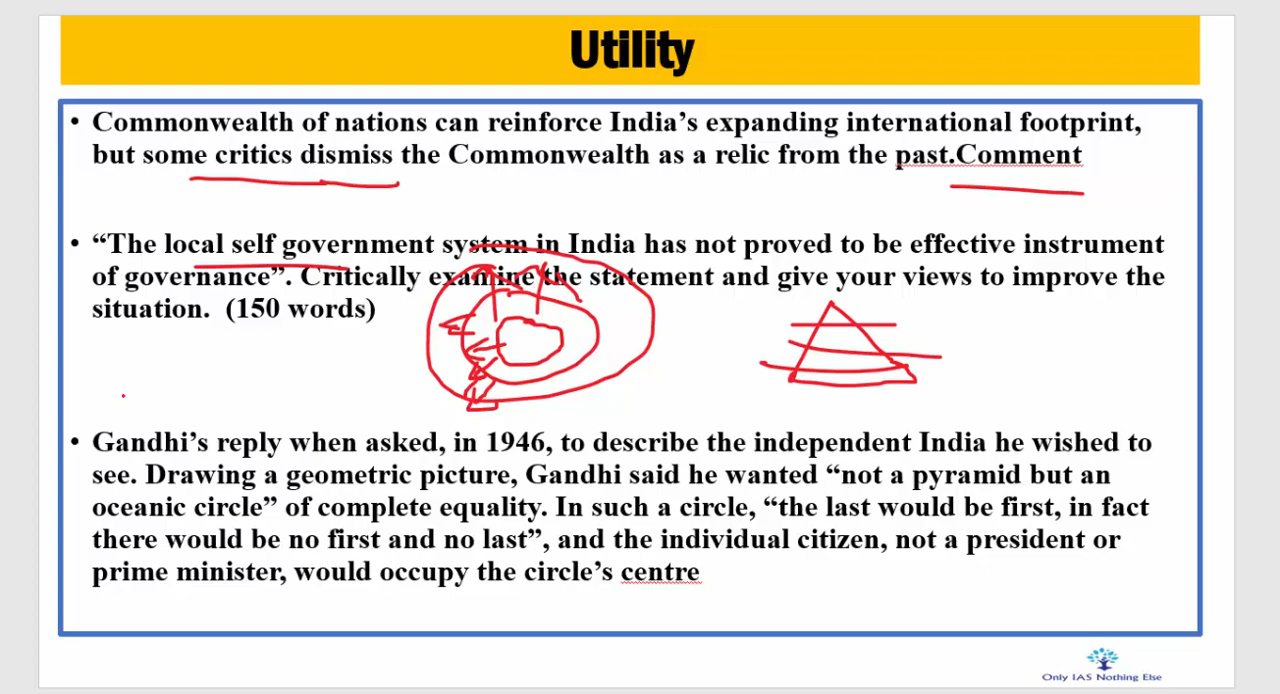 Utility
• Commonwealth of nations can reinforce India's expanding international footprint,
but some critics dismiss the Commonwealth as a relic from the past.Comment
• “The local self government system in India has not proved to be effective instrument
of governance”. Critically examine the statement and give your views to improve the
situation. (150 words)
• Gandhi's reply when asked, in 1946, to describe the independent India he wished to
see. Drawing a geometric picture, Gandhi said he wanted “not a pyramid but an
oceanic circle” of complete equality. In such a circle, “the last would be first, in fact
there would be no first and no last”, and the individual citizen, not a president or
prime minister, would occupy the circle's centre
Only IAS Nothing Else